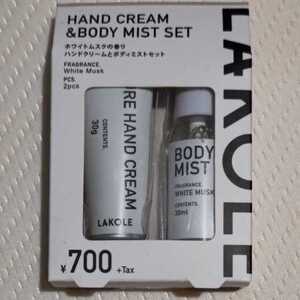 HAND CREAM
&BODY MIST SET
ホワイトムスクの香り
ハンドクリームとボディミストセット
FRAGRANCE.
White Musk
PCS.
2pcs
LAKOLE
RE HAND CREAM
CONTENTS.
30g
LAKOLE
BODY
MIST
FRAGRANCE.
WHITE MUSK
CONTENTS.
30ml
¥700 +Tax